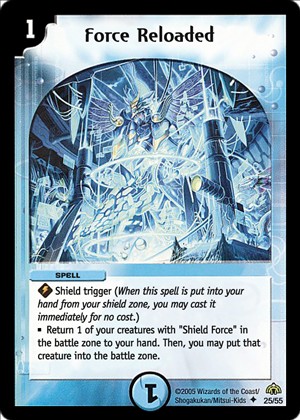 1
Force Reloaded
SPELL
Shield trigger (When this spell is put into your
hand from your shield zone, you may cast it
immediately for no cost.)
▪ Return 1 of your creatures with "Shield Force" in
the battle zone to your hand. Then, you may put that
creature into the battle zone.
1
©2005 Wizards of the Coast/
Shogakukan/Mitsui-Kids ✦ 25/55